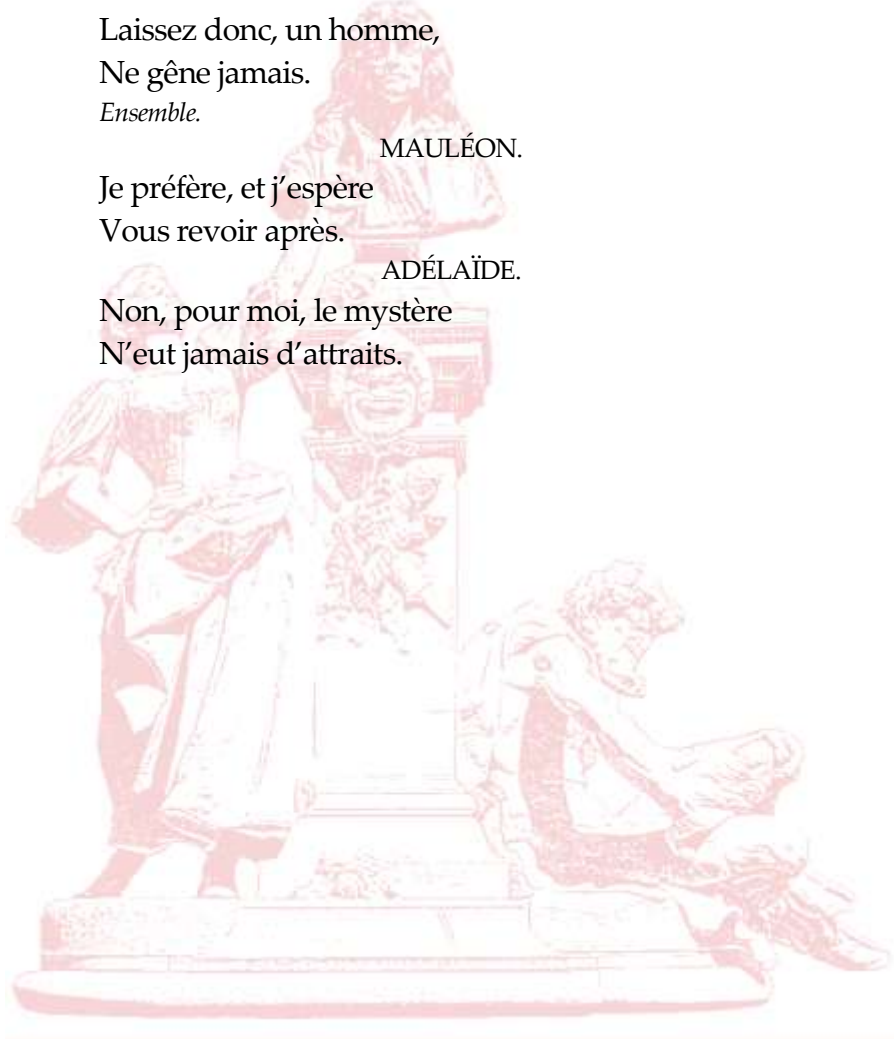 Laissez donc, un homme,
Ne gêne jamais.
Ensemble.
MAULÉON.
Je préfère, et j’espère
Vous revoir après.
ADÉLAÏDE.
Non, pour moi, le mystère
N’eut jamais d’attraits.